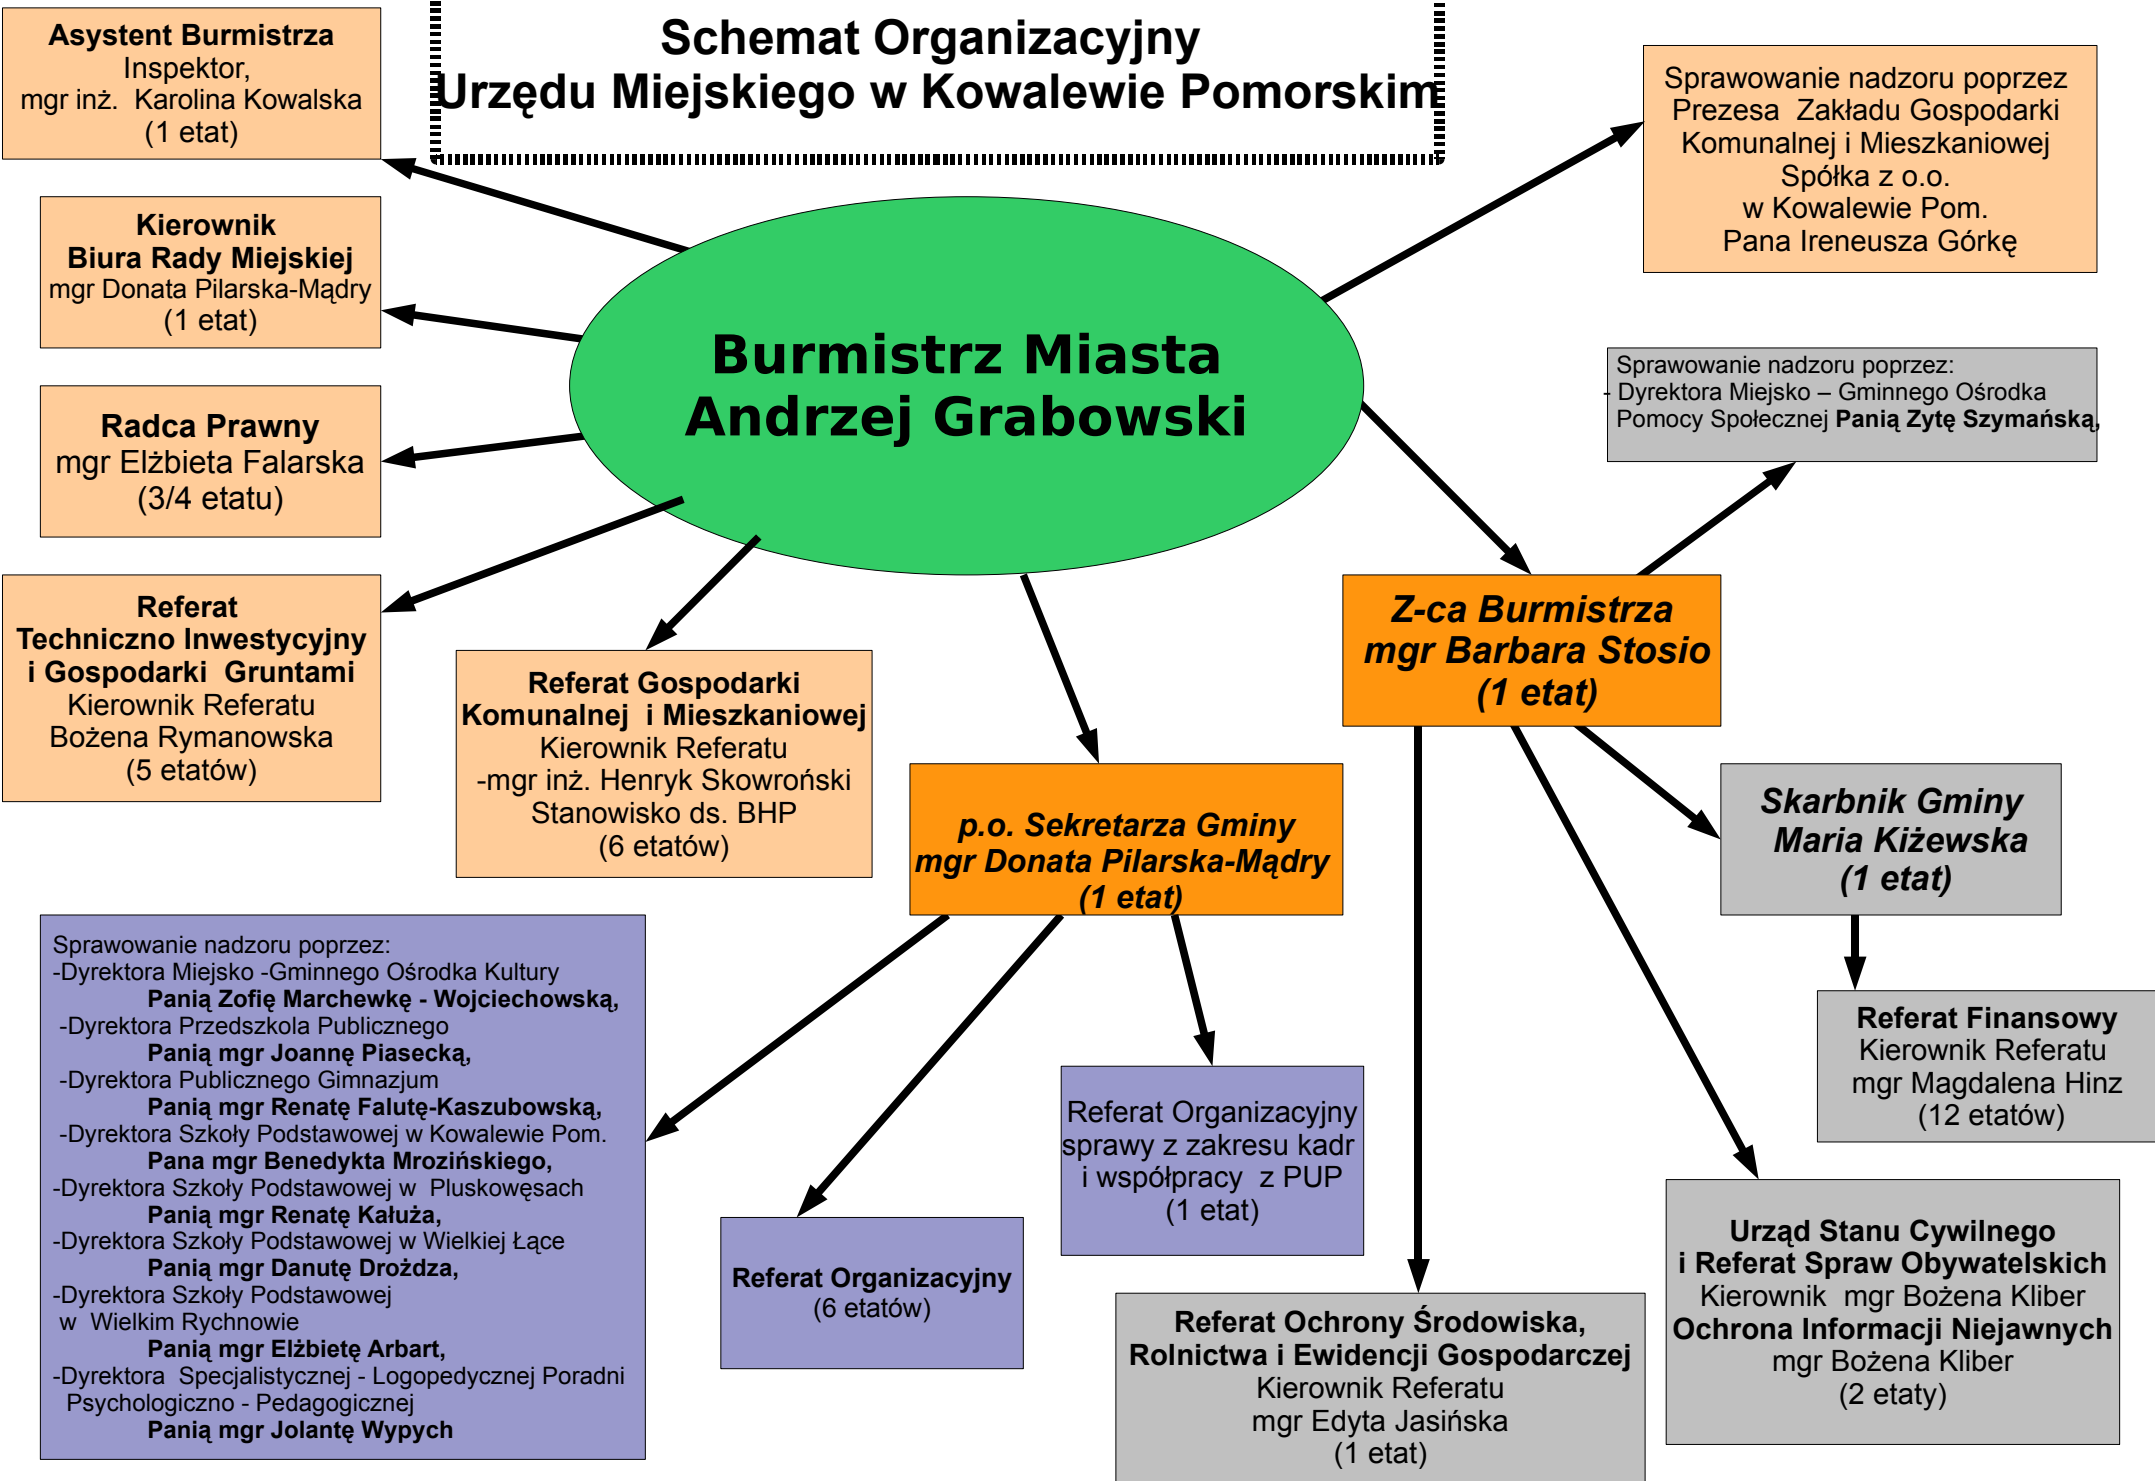 Schemat Organizacyjny
Urzędu Miejskiego w Kowalewie Pomorskim
Asystent Burmistrza
Inspektor,
mgr inż.  Karolina Kowalska
(1 etat)
Kierownik
Biura Rady Miejskiej
mgr Donata Pilarska-Mądry
(1 etat)
Radca Prawny
mgr Elżbieta Falarska
(3/4 etatu)
Referat
Techniczno Inwestycyjny
i Gospodarki  Gruntami
Kierownik Referatu
Bożena Rymanowska
(5 etatów)
Burmistrz Miasta
Andrzej Grabowski
Sprawowanie nadzoru poprzez
Prezesa  Zakładu Gospodarki
Komunalnej i Mieszkaniowej
Spółka z o.o.
w Kowalewie Pom.
Pana Ireneusza Górkę
Sprawowanie nadzoru poprzez:
- Dyrektora Miejsko – Gminnego Ośrodka
Pomocy Społecznej Panią Zytę Szymańską,
Referat Gospodarki
Komunalnej  i Mieszkaniowej
Kierownik Referatu
-mgr inż. Henryk Skowroński
Stanowisko ds. BHP
(6 etatów)
p.o. Sekretarza Gminy
mgr Donata Pilarska-Mądry
(1 etat)
Z-ca Burmistrza
mgr Barbara Stosio
(1 etat)
Skarbnik Gminy
Maria Kiżewska
(1 etat)
Referat Finansowy
Kierownik Referatu
mgr Magdalena Hinz
(12 etatów)
Sprawowanie nadzoru poprzez:
-Dyrektora Miejsko -Gminnego Ośrodka Kultury
Panią Zofię Marchewkę - Wojciechowską,
-Dyrektora Przedszkola Publicznego
Panią mgr Joannę Piasecką,
-Dyrektora Publicznego Gimnazjum
Panią mgr Renatę Falutę-Kaszubowską,
-Dyrektora Szkoły Podstawowej w Kowalewie Pom.
Pana mgr Benedykta Mrozińskiego,
-Dyrektora Szkoły Podstawowej w  Pluskowęsach
Panią mgr Renatę Kałuża,
-Dyrektora Szkoły Podstawowej w Wielkiej Łące
Panią mgr Danutę Drożdza,
-Dyrektora Szkoły Podstawowej
w  Wielkim Rychnowie
Panią mgr Elżbietę Arbart,
-Dyrektora  Specjalistycznej - Logopedycznej Poradni
Psychologiczno - Pedagogicznej
Panią mgr Jolantę Wypych
Referat Organizacyjny
(6 etatów)
Referat Organizacyjny
sprawy z zakresu kadr
i współpracy  z PUP
(1 etat)
Referat Ochrony Środowiska,
Rolnictwa i Ewidencji Gospodarczej
Kierownik Referatu
mgr Edyta Jasińska
(1 etat)
Urząd Stanu Cywilnego
i Referat Spraw Obywatelskich
Kierownik  mgr Bożena Kliber
Ochrona Informacji Niejawnych
mgr Bożena Kliber
(2 etaty)